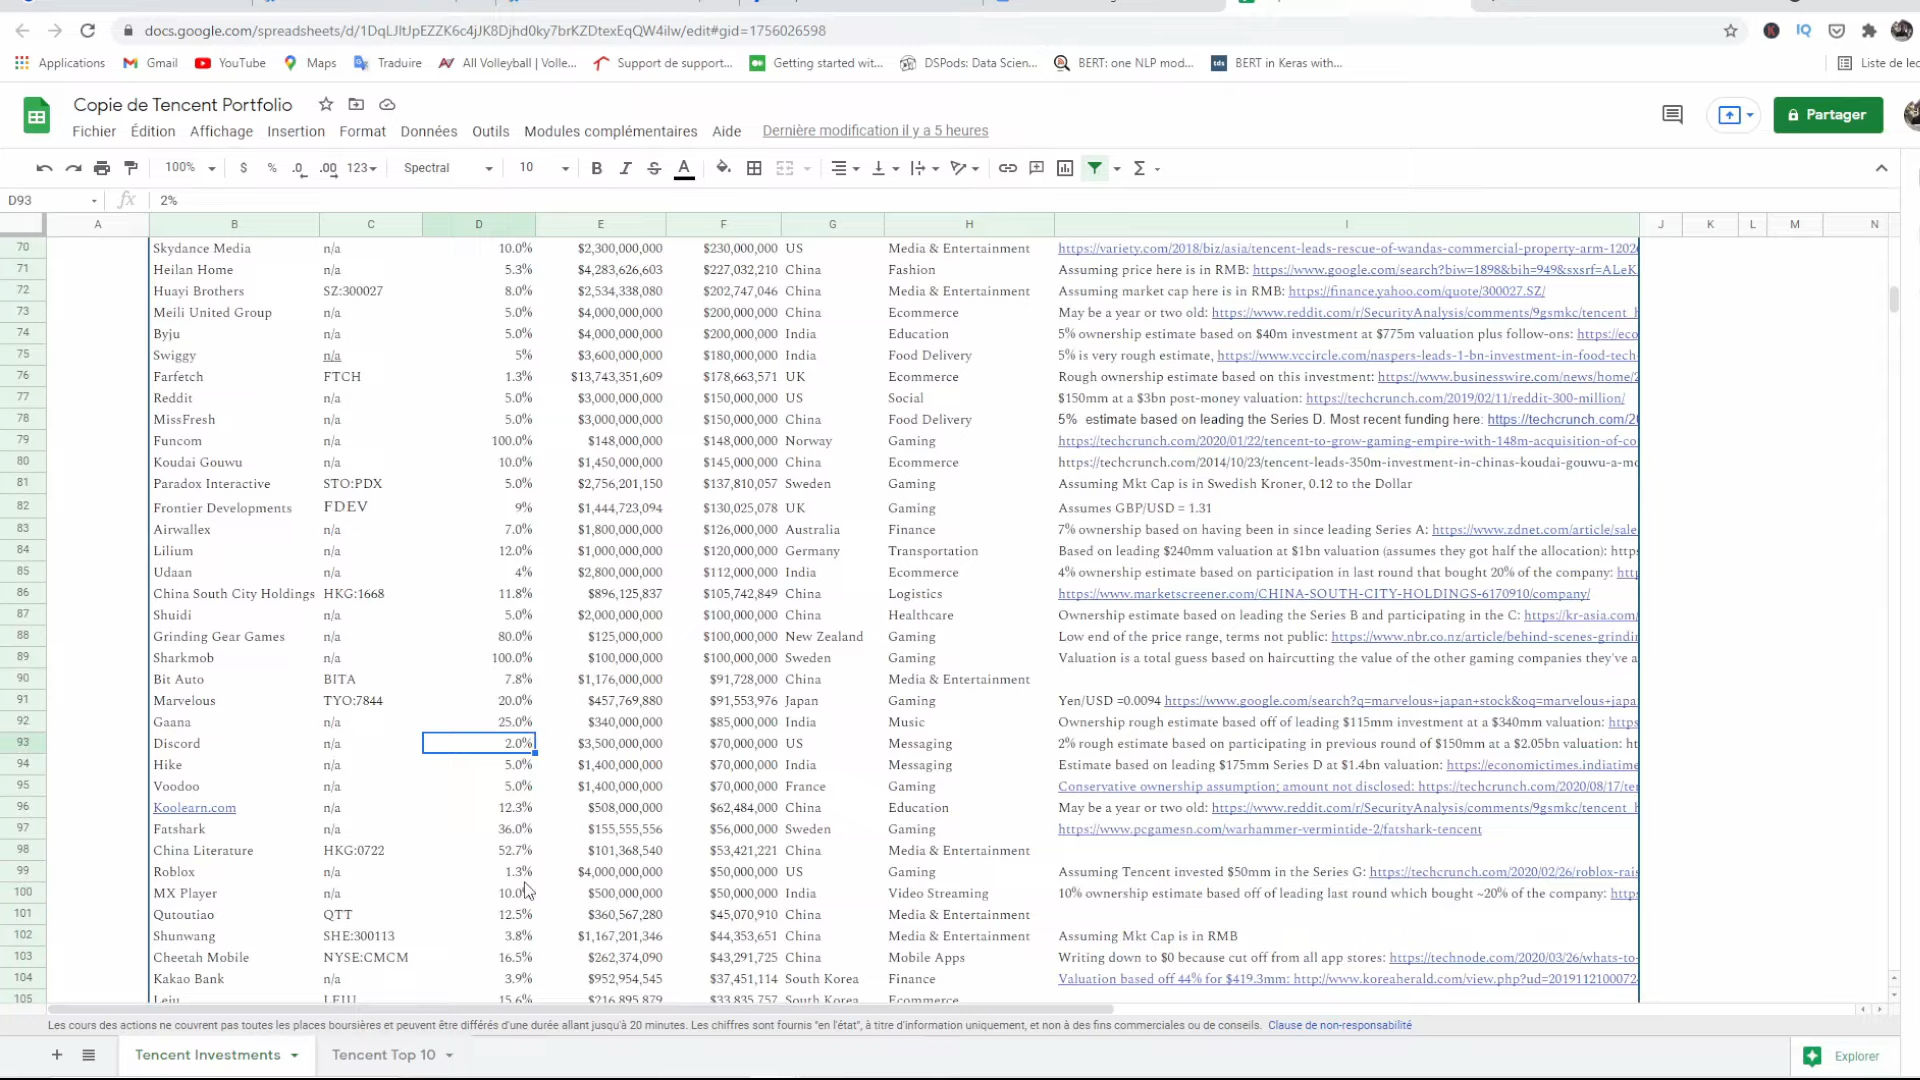 docs.google.com/spreadsheets/d/1DqLJltJpEZZK6c4jJK8Djhd0ky7brKZDtexEqQW4ilw/edit#gid=1756026598
Applications Gmail YouTube Maps Traduire All Volleyball | Volle... Support de support... Getting started wit... DSPods: Data Scien... BERT: one NLP mod... BERT in Keras with... Liste de lec
Copie de Tencent Portfolio
Partager
Fichier Édition Affichage Insertion Format Données Outils Modules complémentaires Aide Dernière modification il y a 5 heures
100% $ % .0 .00 123 Spectral 10 B I S A Σ
D93 fx 2%
A B C D E F G H I J K L M N
70 Skydance Media n/a 10.0% $2,300,000,000 $230,000,000 US Media & Entertainment https://variety.com/2018/biz/asia/tencent-leads-rescue-of-wandas-commercial-property-arm-1202
71 Heilan Home n/a 5.3% $4,283,626,603 $227,032,210 China Fashion Assuming price here is in RMB: https://www.google.com/search?biw=1898&bih=949&sxsrf=ALeK
72 Huayi Brothers SZ:300027 8.0% $2,534,338,080 $202,747,046 China Media & Entertainment Assuming market cap here is in RMB: https://finance.yahoo.com/quote/300027.SZ/
73 Meili United Group n/a 5.0% $4,000,000,000 $200,000,000 China Ecommerce May be a year or two old: https://www.reddit.com/r/SecurityAnalysis/comments/9gsmkc/tencent_
74 Byju n/a 5.0% $4,000,000,000 $200,000,000 India Education 5% ownership estimate based on $40m investment at $775m valuation plus follow-ons: https://eco
75 Swiggy n/a 5% $3,600,000,000 $180,000,000 India Food Delivery 5% is very rough estimate, https://www.vccircle.com/naspers-leads-1-bn-investment-in-food-tech-
76 Farfetch FTCH 1.3% $13,743,351,609 $178,663,571 UK Ecommerce Rough ownership estimate based on this investment: https://www.businesswire.com/news/home/2
77 Reddit n/a 5.0% $3,000,000,000 $150,000,000 US Social $150mm at a $3bn post-money valuation: https://techcrunch.com/2019/02/11/reddit-300-million/
78 MissFresh n/a 5.0% $3,000,000,000 $150,000,000 China Food Delivery 5% estimate based on leading the Series D. Most recent funding here: https://techcrunch.com/2
79 Funcom n/a 100.0% $148,000,000 $148,000,000 Norway Gaming https://techcrunch.com/2020/01/22/tencent-to-grow-gaming-empire-with-148m-acquisition-of-co
80 Koudai Gouwu n/a 10.0% $1,450,000,000 $145,000,000 China Ecommerce https://techcrunch.com/2014/10/23/tencent-leads-350m-investment-in-chinas-koudai-gouwu-a-mo
81 Paradox Interactive STO:PDX 5.0% $2,756,201,150 $137,810,057 Sweden Gaming Assuming Mkt Cap is in Swedish Kroner, 0.12 to the Dollar
82 Frontier Developments FDEV 9% $1,444,723,094 $130,025,078 UK Gaming Assumes GBP/USD = 1.31
83 Airwallex n/a 7.0% $1,800,000,000 $126,000,000 Australia Finance 7% ownership based on having been in since leading Series A: https://www.zdnet.com/article/sale
84 Lilium n/a 12.0% $1,000,000,000 $120,000,000 Germany Transportation Based on leading $240mm valuation at $1bn valuation (assumes they got half the allocation): http
85 Udaan n/a 4% $2,800,000,000 $112,000,000 India Ecommerce 4% ownership estimate based on participation in last round that bought 20% of the company: htt
86 China South City Holdings HKG:1668 11.8% $896,125,837 $105,742,849 China Logistics https://www.marketscreener.com/CHINA-SOUTH-CITY-HOLDINGS-6170910/company/
87 Shuidi n/a 5.0% $2,000,000,000 $100,000,000 China Healthcare Ownership estimate based on leading the Series B and participating in the C: https://kr-asia.com/
88 Grinding Gear Games n/a 80.0% $125,000,000 $100,000,000 New Zealand Gaming Low end of the price range, terms not public: https://www.nbr.co.nz/article/behind-scenes-grindi
89 Sharkmob n/a 100.0% $100,000,000 $100,000,000 Sweden Gaming Valuation is a total guess based on haircutting the value of the other gaming companies they've a
90 Bit Auto BITA 7.8% $1,176,000,000 $91,728,000 China Media & Entertainment
91 Marvelous TYO:7844 20.0% $457,769,880 $91,553,976 Japan Gaming Yen/USD =0.0094 https://www.google.com/search?q=marvelous+japan+stock&oq=marvelous+japa
92 Gaana n/a 25.0% $340,000,000 $85,000,000 India Music Ownership rough estimate based off of leading $115mm investment at a $340mm valuation: https
93 Discord n/a 2.0% $3,500,000,000 $70,000,000 US Messaging 2% rough estimate based on participating in previous round of $150mm at a $2.05bn valuation: ht
94 Hike n/a 5.0% $1,400,000,000 $70,000,000 India Messaging Estimate based on leading $175mm Series D at $1.4bn valuation: https://economictimes.indiatime
95 Voodoo n/a 5.0% $1,400,000,000 $70,000,000 France Gaming Conservative ownership assumption; amount not disclosed: https://techcrunch.com/2020/08/17/te
96 Koolearn.com n/a 12.3% $508,000,000 $62,484,000 China Education May be a year or two old: https://www.reddit.com/r/SecurityAnalysis/comments/9gsmkc/tencent_
97 Fatshark n/a 36.0% $155,555,556 $56,000,000 Sweden Gaming https://www.pcgamesn.com/warhammer-vermintide-2/fatshark-tencent
98 China Literature HKG:0722 52.7% $101,368,540 $53,421,221 China Media & Entertainment
99 Roblox n/a 1.3% $4,000,000,000 $50,000,000 US Gaming Assuming Tencent invested $50mm in the Series G: https://techcrunch.com/2020/02/26/roblox-rais
100 MX Player n/a 10.0% $500,000,000 $50,000,000 India Video Streaming 10% ownership estimate based off of leading last round which bought ~20% of the company: http
101 Qutoutiao QTT 12.5% $360,567,280 $45,070,910 China Media & Entertainment
102 Shunwang SHE:300113 3.8% $1,167,201,346 $44,353,651 China Media & Entertainment Assuming Mkt Cap is in RMB
103 Cheetah Mobile NYSE:CMCM 16.5% $262,374,090 $43,291,725 China Mobile Apps Writing down to $0 because cut off from all app stores: https://technode.com/2020/03/26/whats-to-
104 Kakao Bank n/a 3.9% $952,954,545 $37,451,114 South Korea Finance Valuation based off 44% for $419.3mm: http://www.koreaherald.com/view.php?ud=2019112100072
105 Leju LEJU 15.6% $216,895,879 $33,835,757 South Korea Ecommerce
Les cours des actions ne couvrent pas toutes les places boursières et peuvent être différés d'une durée allant jusqu'à 20 minutes. Les chiffres sont fournis "en l'état", à titre d'information uniquement, et non à des fins commerciales ou de conseils. Clause de non-responsabilité
Tencent Investments Tencent Top 10 Explorer